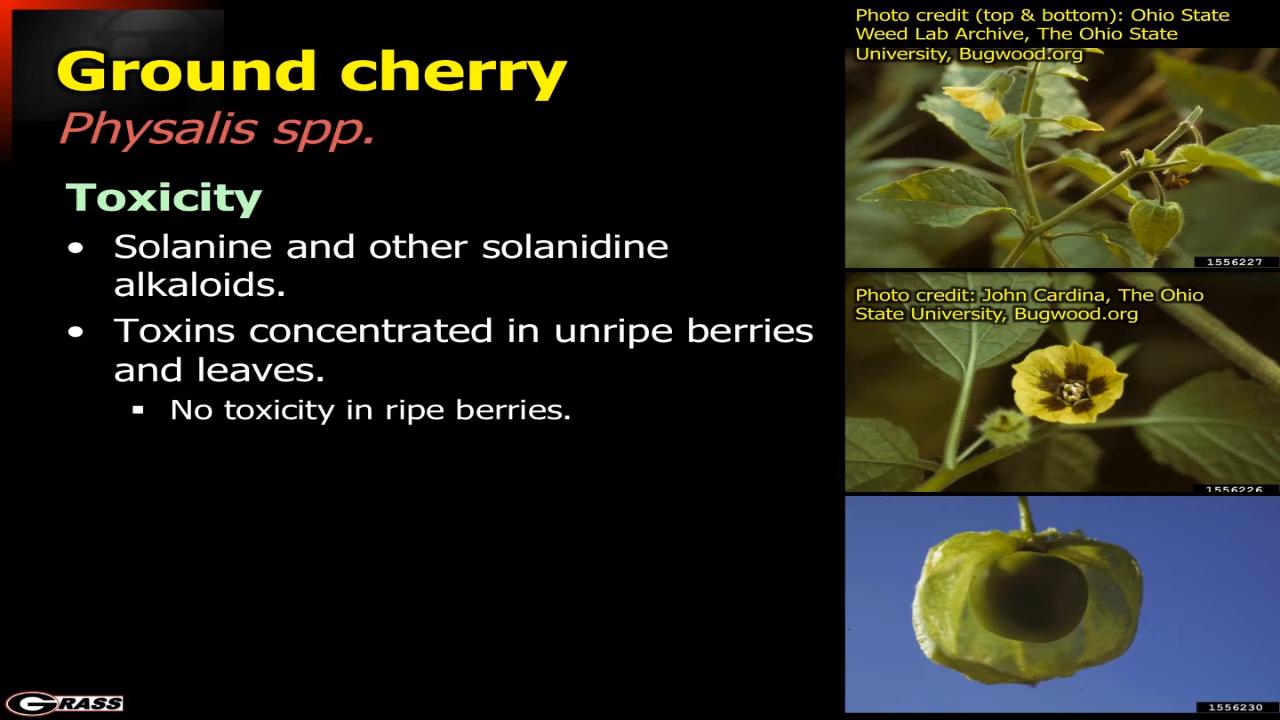 Ground cherry
Physalis spp.
Toxicity
• Solanine and other solanidine
alkaloids.
• Toxins concentrated in unripe berries
and leaves.
▪ No toxicity in ripe berries.
Photo credit (top & bottom): Ohio State
Weed Lab Archive, The Ohio State
University, Bugwood.org
1556227
Photo credit: John Cardina, The Ohio
State University, Bugwood.org
1556226
1556230
GRASS